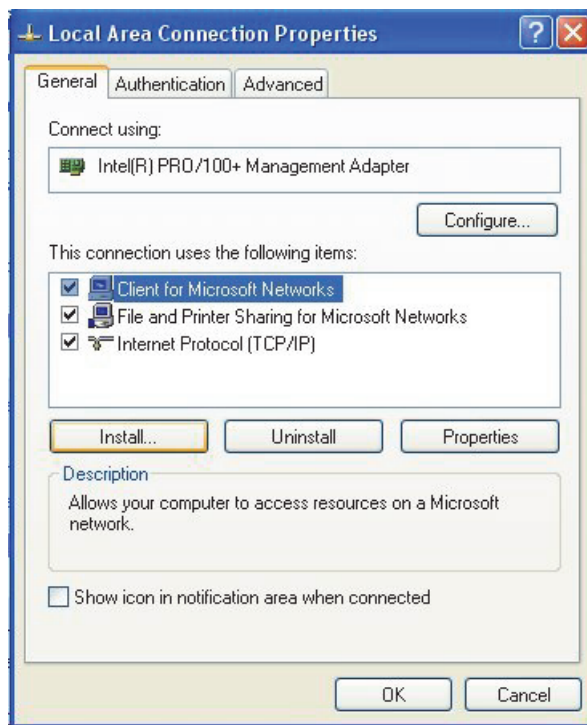 Local Area Connection Properties
General Authentication Advanced
Connect using:
Intel(R) PRO/100+ Management Adapter
Configure...
This connection uses the following items:
Client for Microsoft Networks
File and Printer Sharing for Microsoft Networks
Internet Protocol (TCP/IP)
Install... Uninstall Properties
Description
Allows your computer to access resources on a Microsoft
network.
Show icon in notification area when connected
OK Cancel